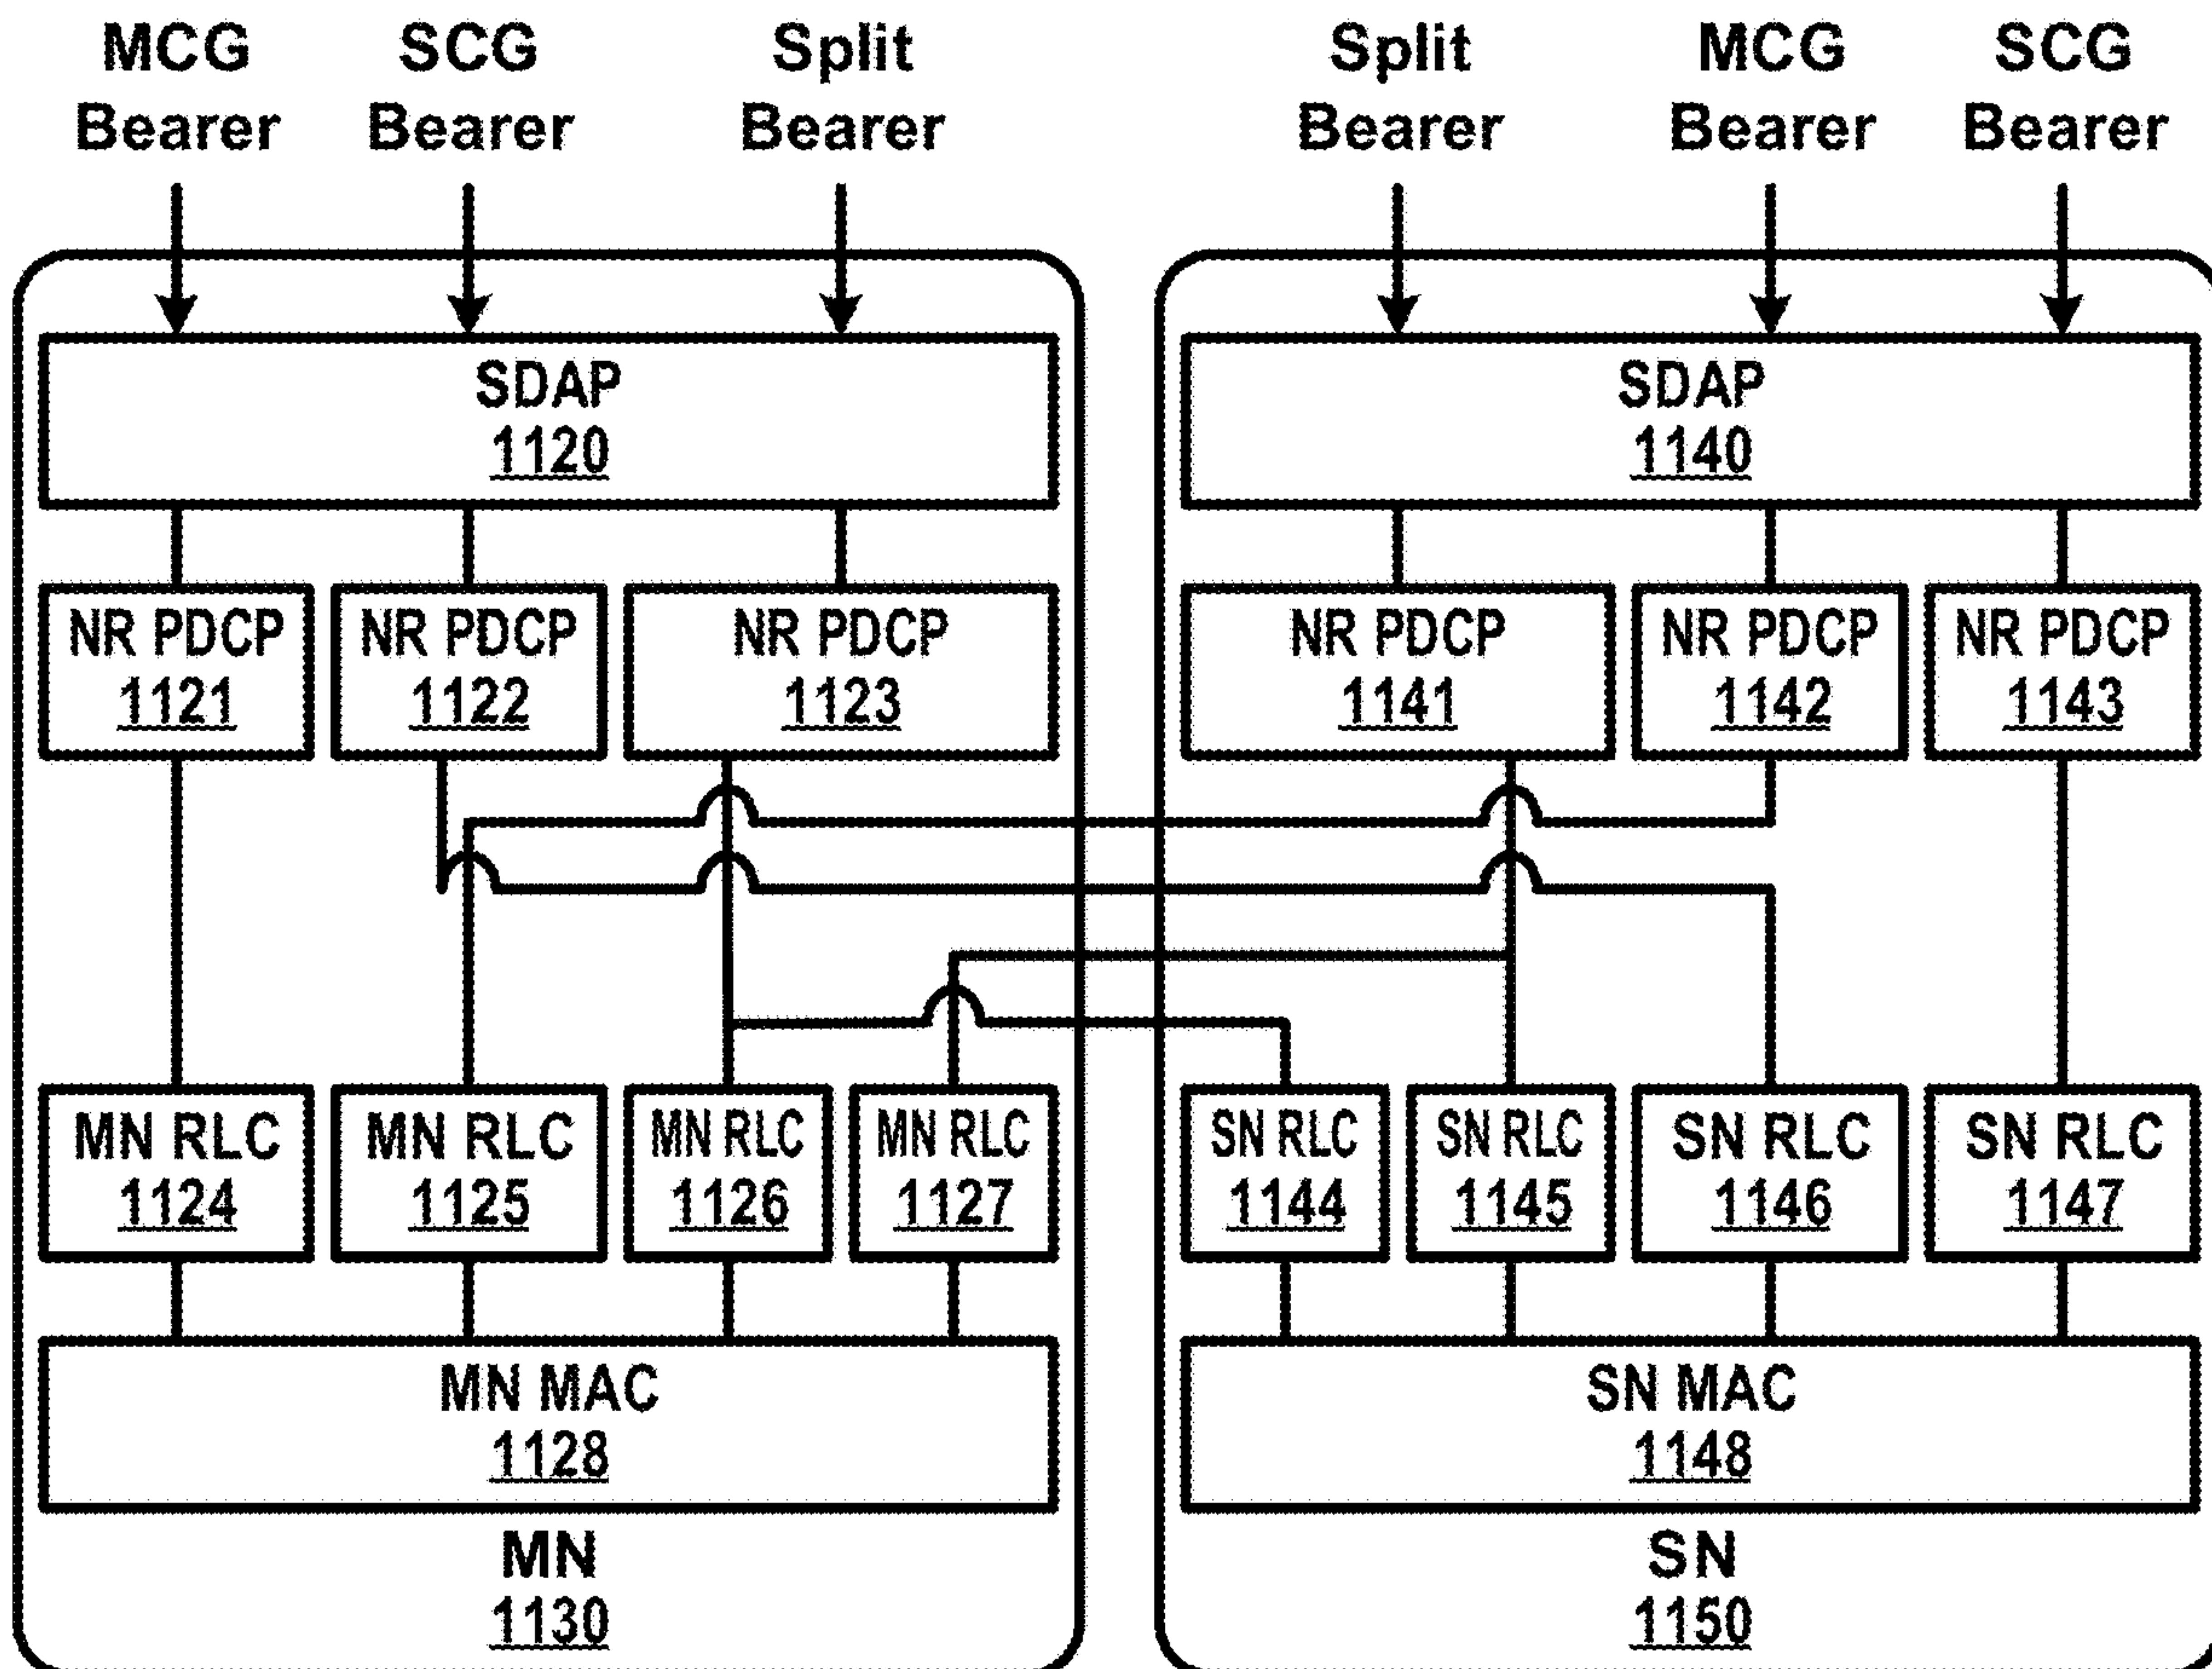 MCG Bearer
SCG Bearer
Split Bearer
Split Bearer
MCG Bearer
SCG Bearer
SDAP
1120
SDAP
1140
NR PDCP
1121
NR PDCP
1122
NR PDCP
1123
NR PDCP
1141
NR PDCP
1142
NR PDCP
1143
MN RLC
1124
MN RLC
1125
MN RLC
1126
MN RLC
1127
SN RLC
1144
SN RLC
1145
SN RLC
1146
SN RLC
1147
MN MAC
1128
SN MAC
1148
MN
1130
SN
1150